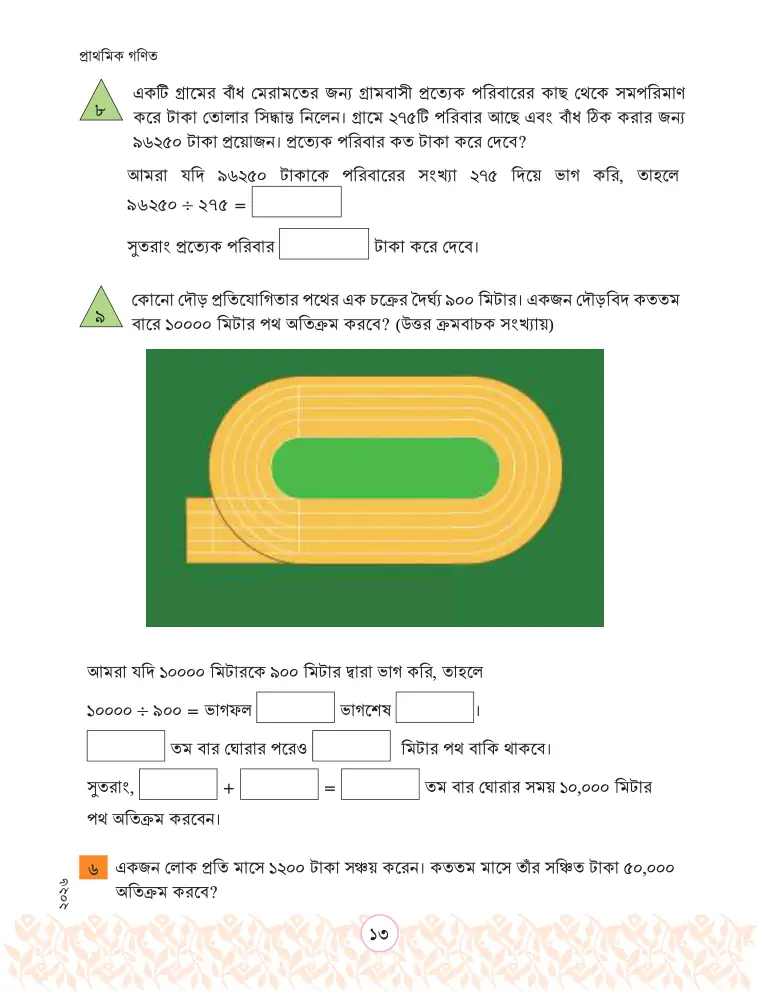 প্রাথমিক গণিত
৮
একটি গ্রামের বাঁধ মেরামতের জন্য গ্রামবাসী প্রত্যেক পরিবারের কাছ থেকে সমপরিমাণ
করে টাকা তোলার সিদ্ধান্ত নিলেন। গ্রামে ২৭৫টি পরিবার আছে এবং বাঁধ ঠিক করার জন্য
৯৬২৫০ টাকা প্রয়োজন। প্রত্যেক পরিবার কত টাকা করে দেবে?
আমরা যদি ৯৬২৫০ টাকাকে পরিবারের সংখ্যা ২৭৫ দিয়ে ভাগ করি, তাহলে
৯৬২৫০ ÷ ২৭৫ =
সুতরাং প্রত্যেক পরিবার টাকা করে দেবে।
৯
কোনো দৌড় প্রতিযোগিতার পথের এক চক্রের দৈর্ঘ্য ৯০০ মিটার। একজন দৌড়বিদ কততম
বারে ১০০০০ মিটার পথ অতিক্রম করবে? (উত্তর ক্রমবাচক সংখ্যায়)
আমরা যদি ১০০০০ মিটারকে ৯০০ মিটার দ্বারা ভাগ করি, তাহলে
১০০০০ ÷ ৯০০ = ভাগফল ভাগশেষ ।
তম বার ঘোরার পরেও মিটার পথ বাকি থাকবে।
সুতরাং, + = তম বার ঘোরার সময় ১০,০০০ মিটার
পথ অতিক্রম করবেন।
৬
একজন লোক প্রতি মাসে ১২০০ টাকা সঞ্চয় করেন। কততম মাসে তাঁর সঞ্চিত টাকা ৫০,০০০
অতিক্রম করবে?
২০২৬
১৩